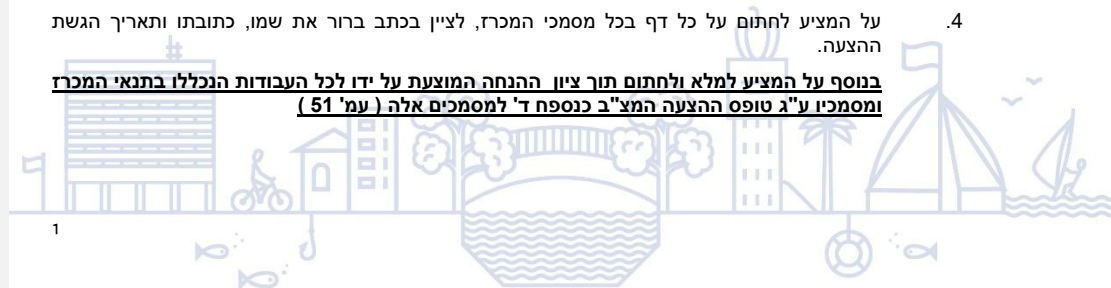 4. על המציע לחתום על כל דף בכל מסמכי המכרז, לציין בכתב ברור את שמו, כתובתו ותאריך הגשת
ההצעה.
בנוסף על המציע למלא ולחתום תוך ציון ההנחה המוצעת על ידו לכל העבודות הנכללו בתנאי המכרז
ומסמכיו ע"ג טופס ההצעה המצ"ב כנספח ד' למסמכים אלה ( עמ' 51 )
1